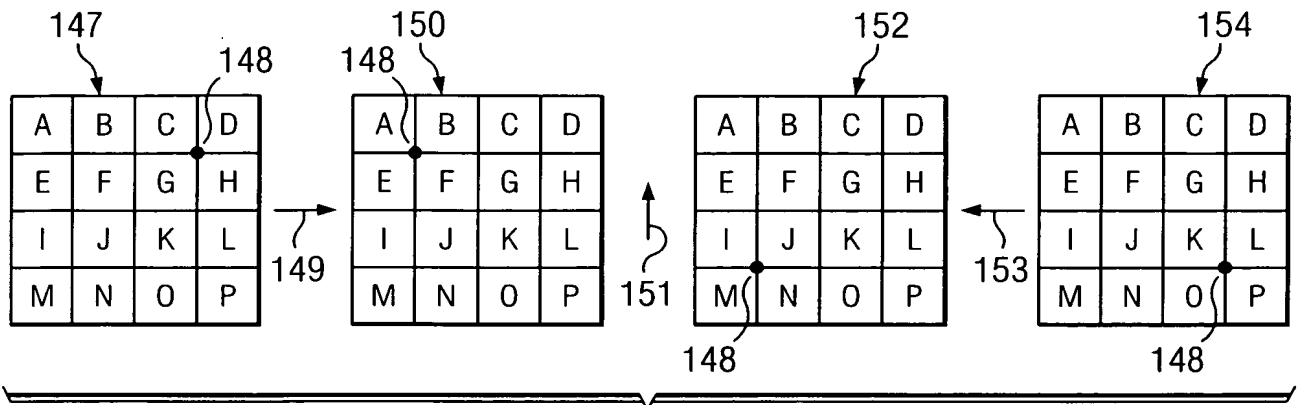 147
148
148
150
152
154
A B C D
E F G H
I J K L
M N O P
149
A B C D
E F G H
I J K L
M N O P
151
A B C D
E F G H
I J K L
M N O P
148
153
A B C D
E F G H
I J K L
M N O P
148